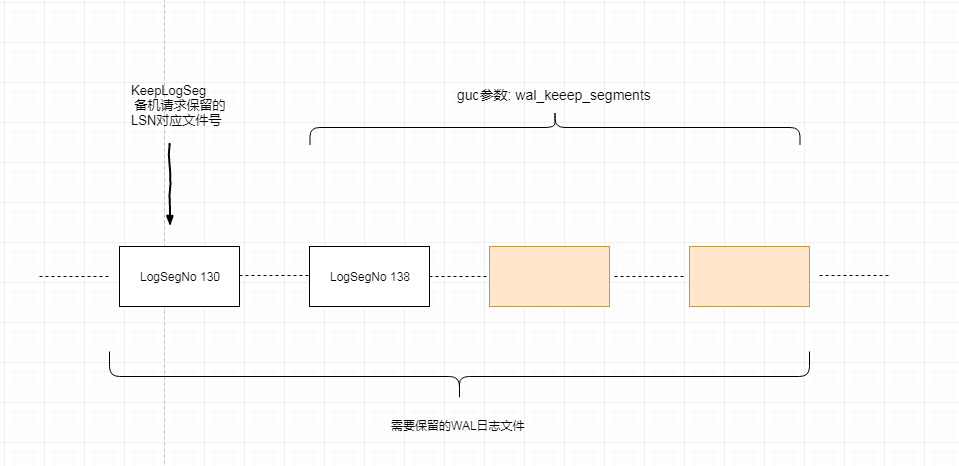 KeepLogSeg
备机请求保留的
LSN对应文件号
guc参数: wal_keeep_segments
LogSegNo 130
LogSegNo 138
需要保留的WAL日志文件